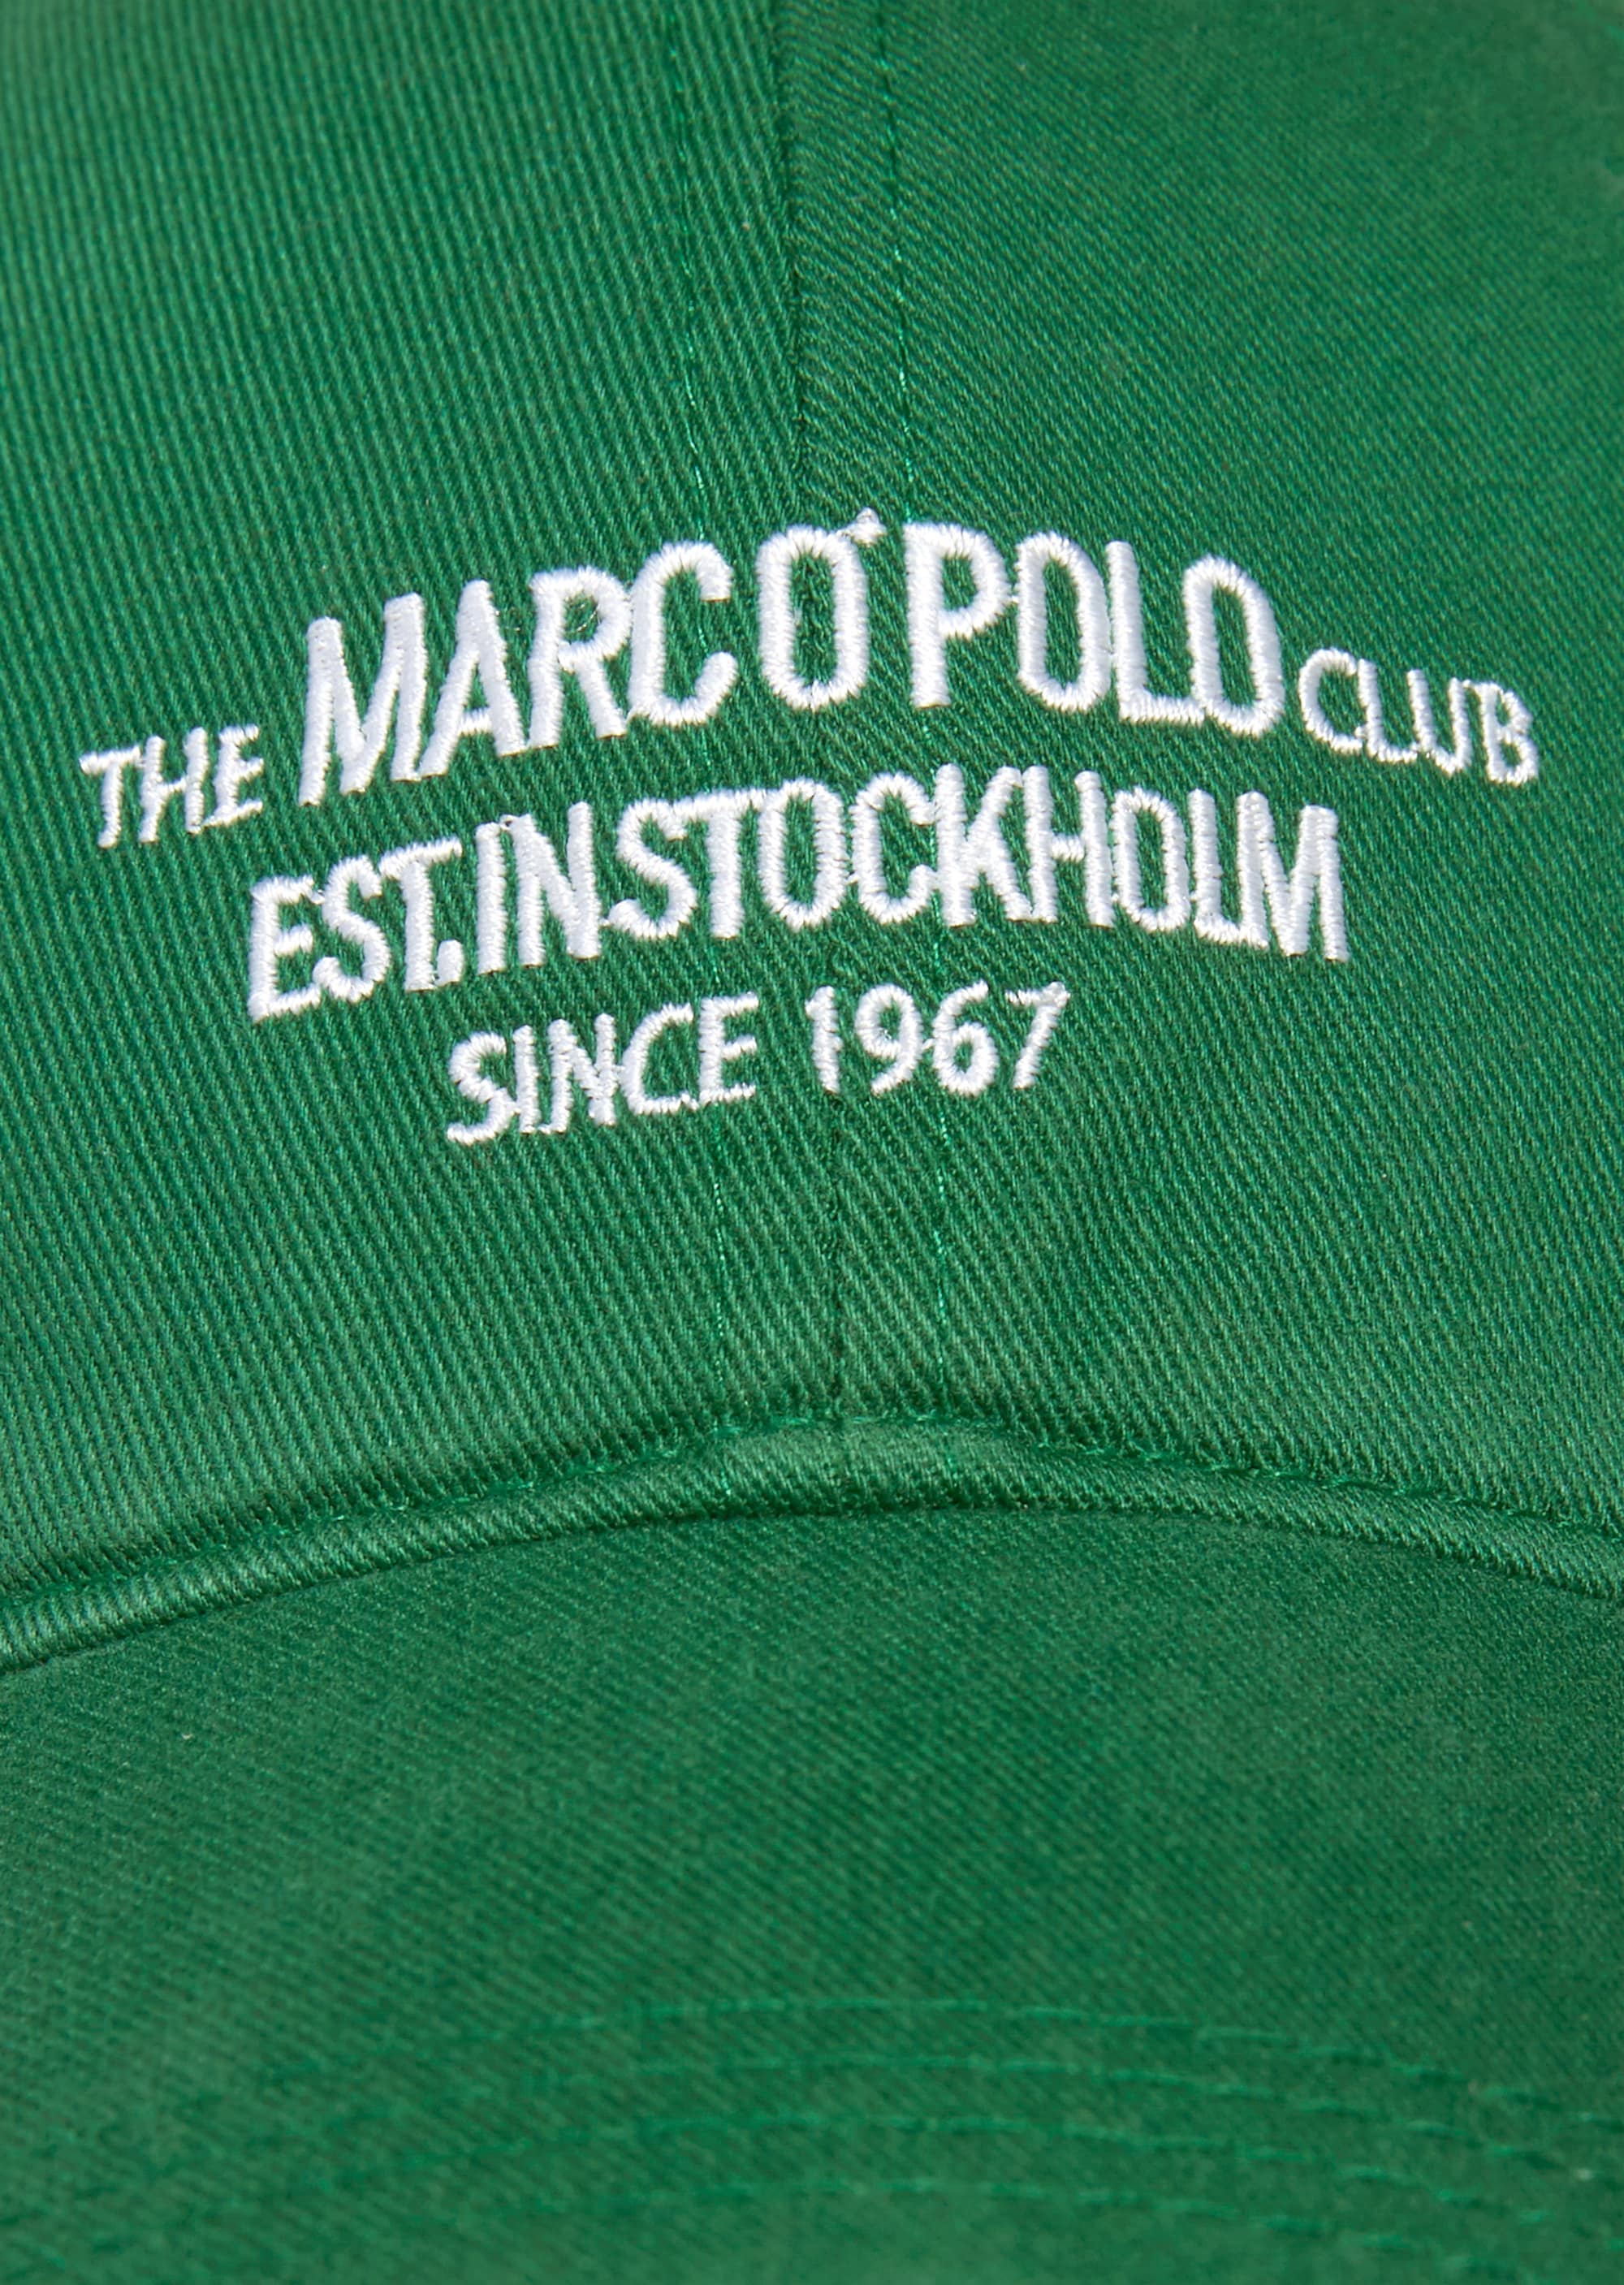 THE MARC O'POLO CLUB
EST. IN STOCKHOLM
SINCE 1967